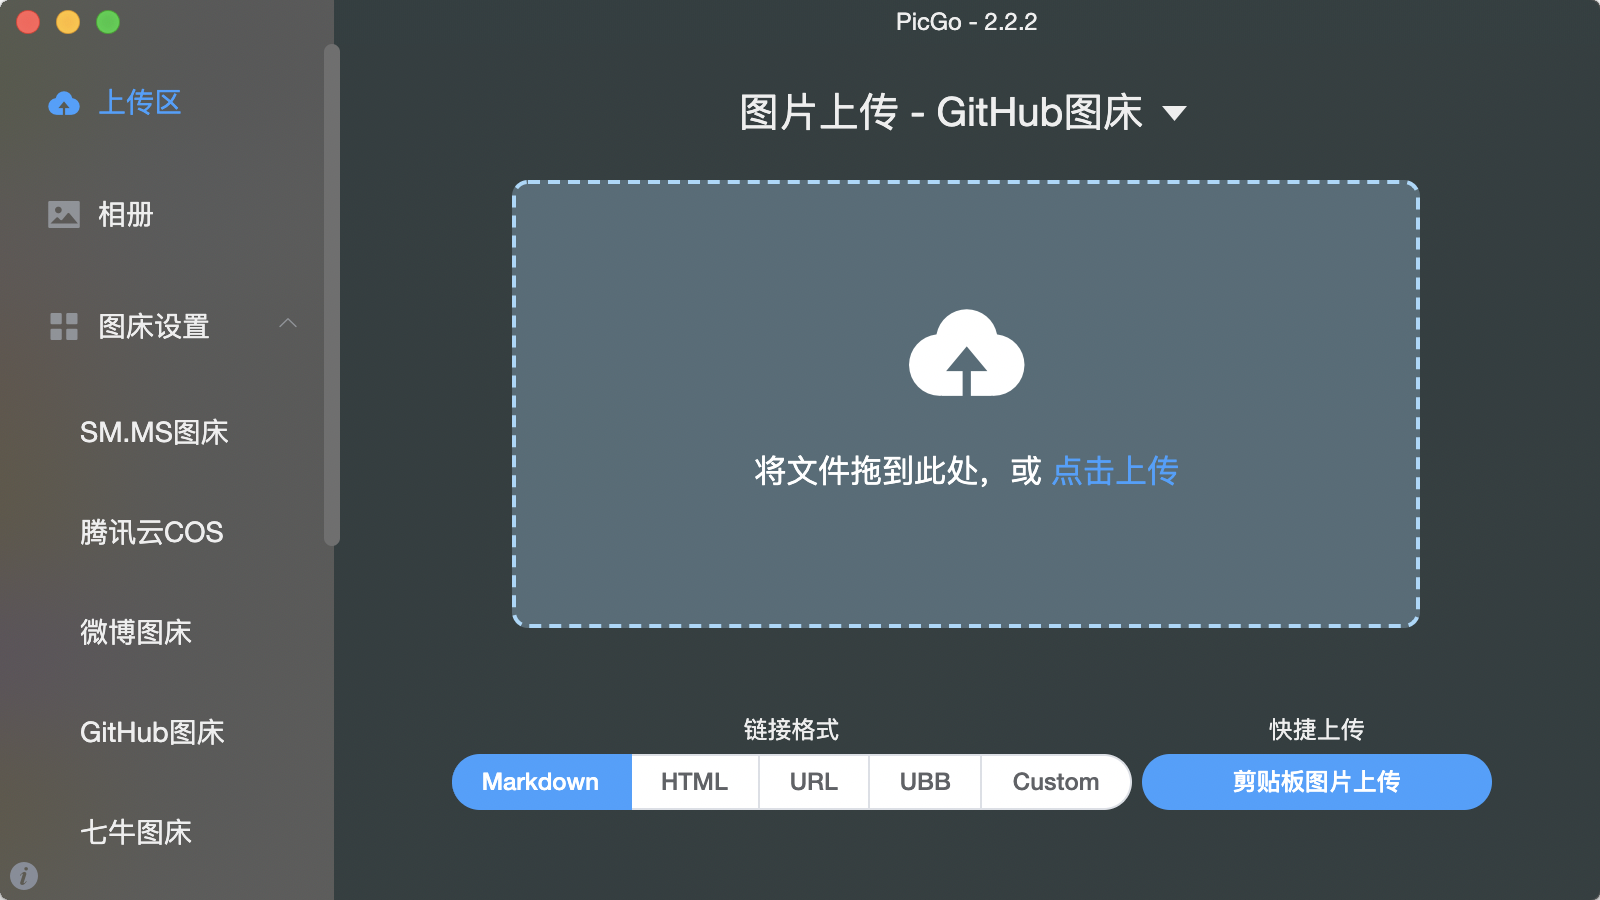 PicGo - 2.2.2
上传区
相册
图床设置
SM.MS图床
腾讯云COS
微博图床
GitHub图床
七牛图床
图片上传 - GitHub图床
将文件拖到此处，或 点击上传
链接格式
Markdown HTML URL UBB Custom
快捷上传
剪贴板图片上传